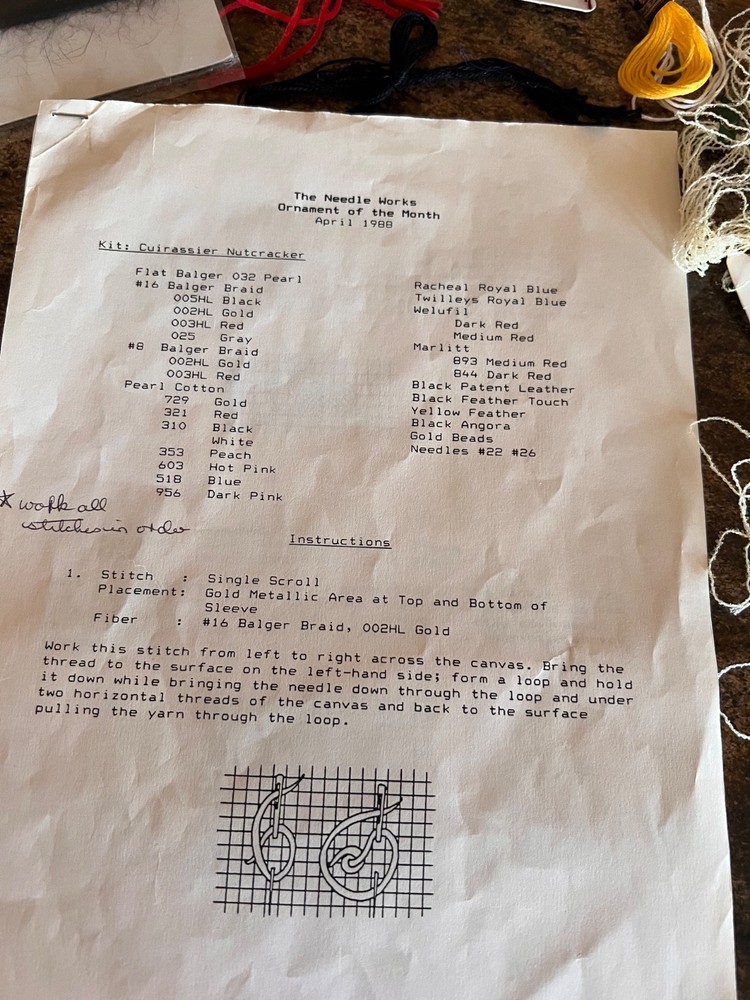 The Needle Works
Ornament of the Month
April 1988
Kit: Cuirassier Nutcracker
Flat Balger 032 Pearl
#16 Balger Braid
005HL Black
002HL Gold
003HL Red
025 Gray
#8 Balger Braid
002HL Gold
003HL Red
Pearl Cotton
729 Gold
321 Red
310 Black
White
353 Peach
603 Hot Pink
518 Blue
956 Dark Pink
Racheal Royal Blue
Twilleys Royal Blue
Welufil
Dark Red
Medium Red
Marlitt
893 Medium Red
844 Dark Red
Black Patent Leather
Black Feather Touch
Yellow Feather
Black Angora
Gold Beads
Needles #22 #26
* work all
stitches in order
Instructions
1. Stitch : Single Scroll
Placement: Gold Metallic Area at Top and Bottom of
Sleeve
Fiber : #16 Balger Braid, 002HL Gold
Work this stitch from left to right across the canvas. Bring the
thread to the surface on the left-hand side; form a loop and hold
it down while bringing the needle down through the loop and under
two horizontal threads of the canvas and back to the surface
pulling the yarn through the loop.